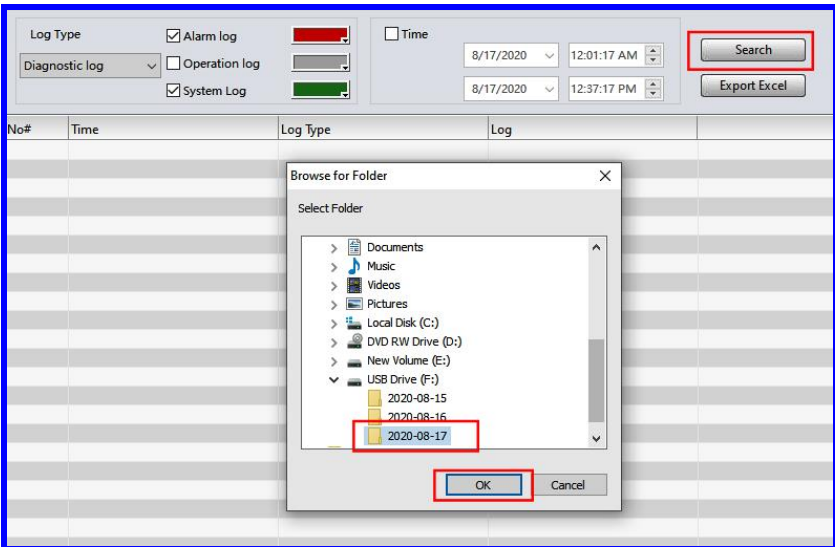 Log Type
Alarm log
Time
Diagnostic log
Operation log
8/17/2020
12:01:17 AM
Search
System Log
8/17/2020
12:37:17 PM
Export Excel
No#
Time
Log Type
Log
Browse for Folder
Select Folder
Documents
Music
Videos
Pictures
Local Disk (C:)
DVD RW Drive (D:)
New Volume (E:)
USB Drive (F:)
2020-08-15
2020-08-16
2020-08-17
OK
Cancel